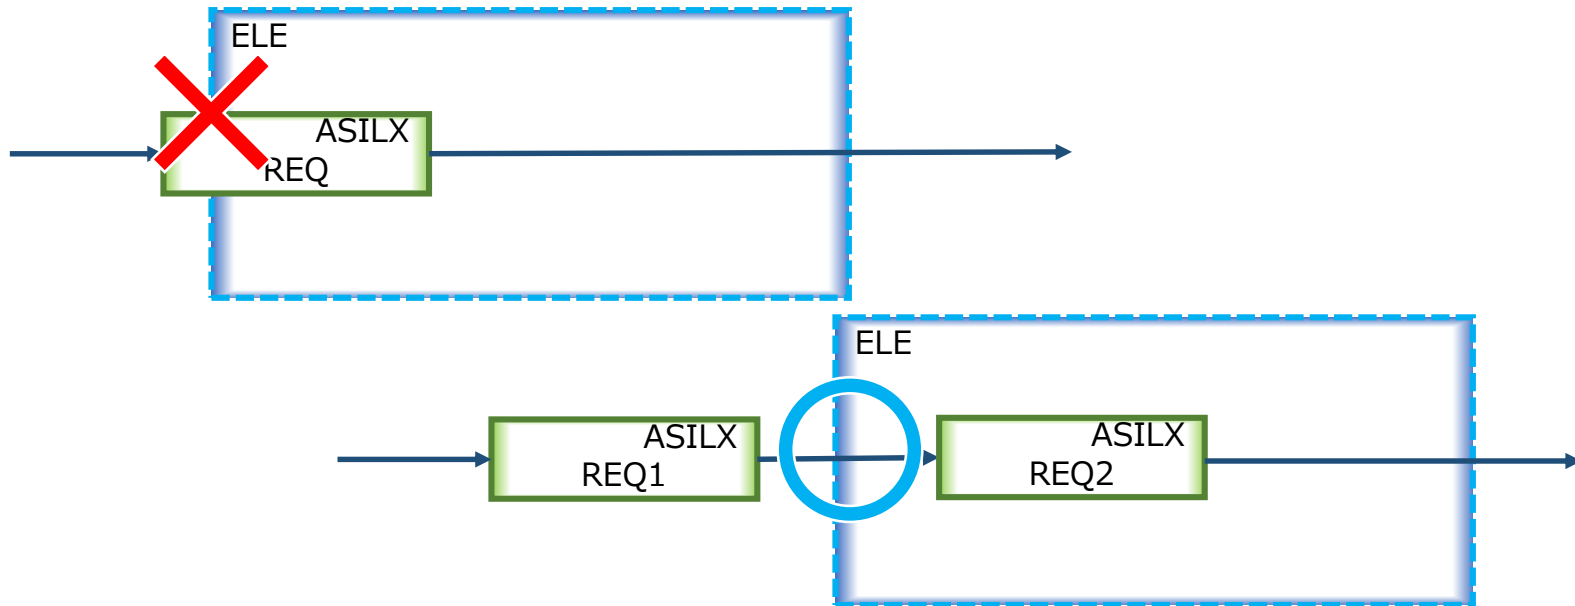 ELE
ASILX
REQ
ELE
ASILX
REQ1
ASILX
REQ2